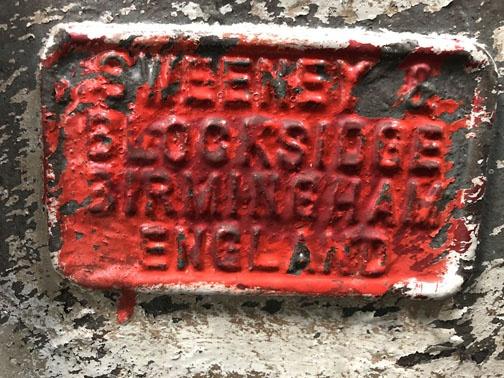 SWEENEY &
BLOCKSIDGE
BIRMINGHAM
ENGLAND